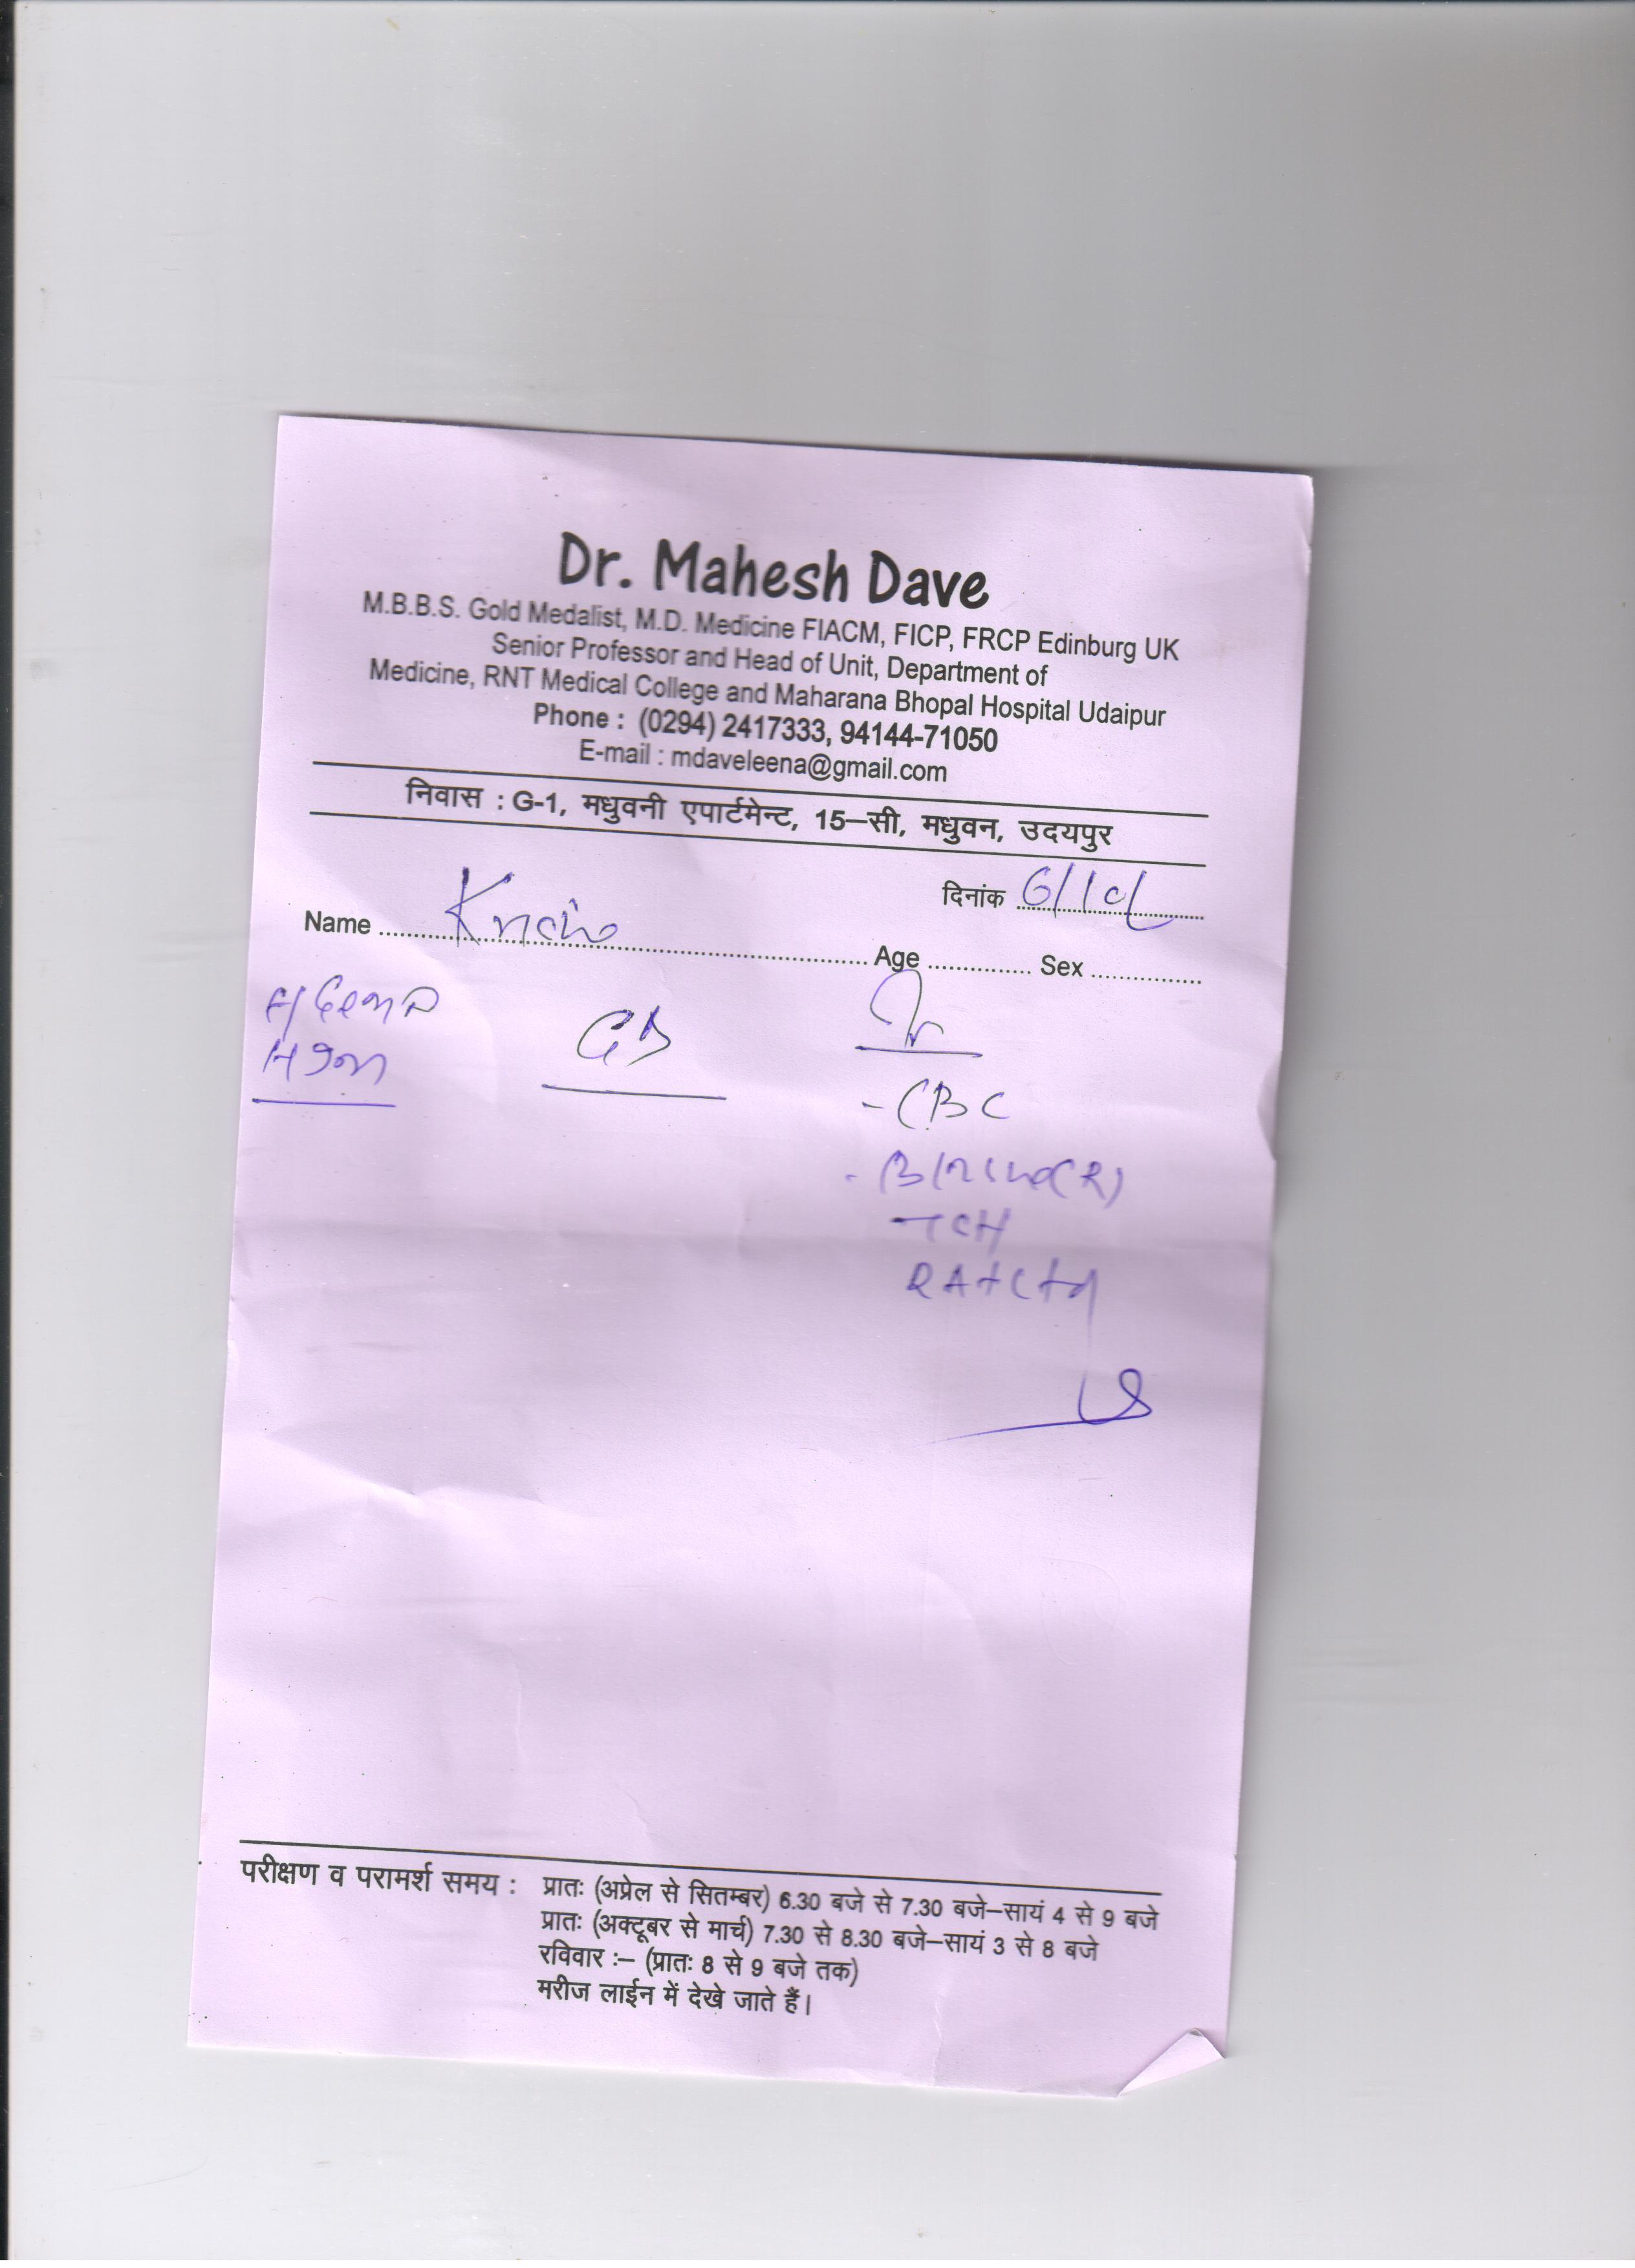 Dr. Mahesh Dave
M.B.B.S. Gold Medalist, M.D. Medicine FIACM, FICP, FRCP Edinburg UK
Senior Professor and Head of Unit, Department of
Medicine, RNT Medical College and Maharana Bhopal Hospital Udaipur
Phone : (0294) 2417333, 94144-71050
E-mail : mdaveleena@gmail.com
निवास : G-1, मधुवनी एपार्टमेन्ट, 15–सी, मधुवन, उदयपुर
दिनांक 6/10/
Name Age Sex
- CBC
परीक्षण व परामर्श समय : प्रातः (अप्रेल से सितम्बर) 6.30 बजे से 7.30 बजे–सायं 4 से 9 बजे
प्रातः (अक्टूबर से मार्च) 7.30 से 8.30 बजे–सायं 3 से 8 बजे
रविवार :– (प्रातः 8 से 9 बजे तक)
मरीज लाईन में देखे जाते हैं।